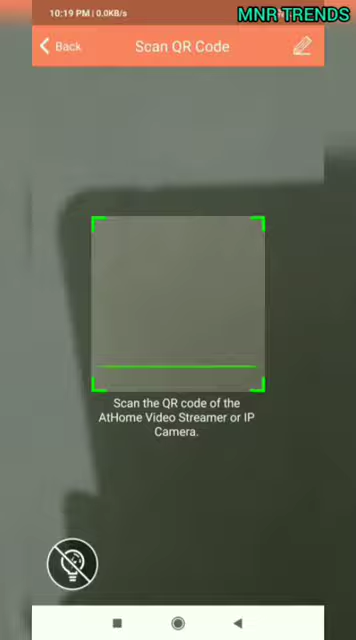 10:19 PM | 0.0KB/s
MNR TRENDS
Back
Scan QR Code
Scan the QR code of the
AtHome Video Streamer or IP
Camera.